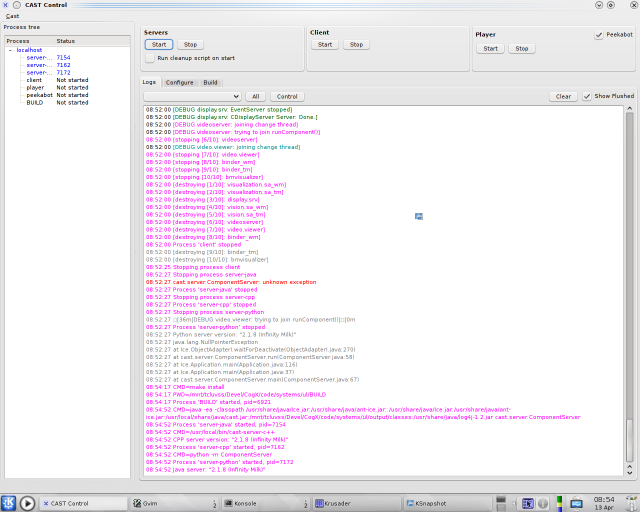 CAST Control
Cast
Process tree
Process Status
localhost
server-... 7154
server-... 7162
server-... 7172
client Not started
player Not started
peekabot Not started
BUILD Not started
Servers
Start Stop
Run cleanup script on start
Client
Start Stop
Player
Start Stop
Peekabot
Logs Configure Build
All Control Clear Show Flushed
08:52:00 [DEBUG display.srv: EventServer stopped]
08:52:00 [DEBUG display.srv: CDisplayServer Server: Done.]
08:52:00 [DEBUG videoserver: joining change thread]
08:52:00 [DEBUG videoserver: trying to join runComponent()]
08:52:00 [stopping [6/10]: videoserver]
08:52:00 [DEBUG video.viewer: joining change thread]
08:52:00 [stopping [7/10]: video.viewer]
08:52:00 [stopping [8/10]: binder_wm]
08:52:00 [stopping [9/10]: binder_tm]
08:52:00 [stopping [10/10]: bmvisualizer]
08:52:00 [destroying [1/10]: visualization.sa_wm]
08:52:00 [destroying [2/10]: visualization.sa_tm]
08:52:00 [destroying [3/10]: display.srv]
08:52:00 [destroying [4/10]: vision.sa_wm]
08:52:00 [destroying [5/10]: vision.sa_tm]
08:52:00 [destroying [6/10]: videoserver]
08:52:00 [destroying [7/10]: video.viewer]
08:52:00 [destroying [8/10]: binder_wm]
08:52:00 Process 'client' stopped
08:52:00 [destroying [9/10]: binder_tm]
08:52:00 [destroying [10/10]: bmvisualizer]
08:52:25 Stopping process client
08:52:27 Stopping process server-java
08:52:27 cast.server.ComponentServer: unknown exception
08:52:27 Process 'server-java' stopped
08:52:27 Stopping process server-cpp
08:52:27 Process 'server-cpp' stopped
08:52:27 Stopping process server-python
08:52:27 ::[36m[DEBUG video.viewer: trying to join runComponent()]::[0m
08:52:27 Process 'server-python' stopped
08:52:27 Python server version: "2.1.8 (Infinity Milk)"
08:52:27 java.lang.NullPointerException
08:52:27 at Ice.ObjectAdapterI.waitForDeactivate(ObjectAdapterI.java:270)
08:52:27 at cast.server.ComponentServer.run(ComponentServer.java:58)
08:52:27 at Ice.Application.main(Application.java:116)
08:52:27 at Ice.Application.main(Application.java:37)
08:52:27 at cast.server.ComponentServer.main(ComponentServer.java:67)
08:54:17 CMD=make install
08:54:17 PWD=/mnt/tcluvss/Devel/CogX/code/systems/ul/BUILD
08:54:17 Process 'BUILD' started, pid=6921
08:54:52 CMD=java -ea -classpath /usr/share/java/Ice.jar:/usr/share/java/ant-ice.jar:/usr/share/java/Ice.jar:/usr/share/java/ant-
ice.jar:/usr/local/share/java/cast.jar:/mnt/tcluvss/Devel/CogX/code/systems/ul/output/classes:/usr/share/java/log4j-1.2.jar cast.server.ComponentServer
08:54:52 Process 'server-java' started, pid=7154
08:54:52 CMD=/usr/local/bin/cast-server-c++
08:54:52 CPP server version: "2.1.8 (Infinity Milk)"
08:54:52 Process 'server-cpp' started, pid=7162
08:54:52 CMD=python -m ComponentServer
08:54:52 Process 'server-python' started, pid=7172
08:54:52 Java server: "2.1.8 (Infinity Milk)"
CAST Control Gvim 2 Konsole 2 Krusader KSnapshot 08:54
13 Apr